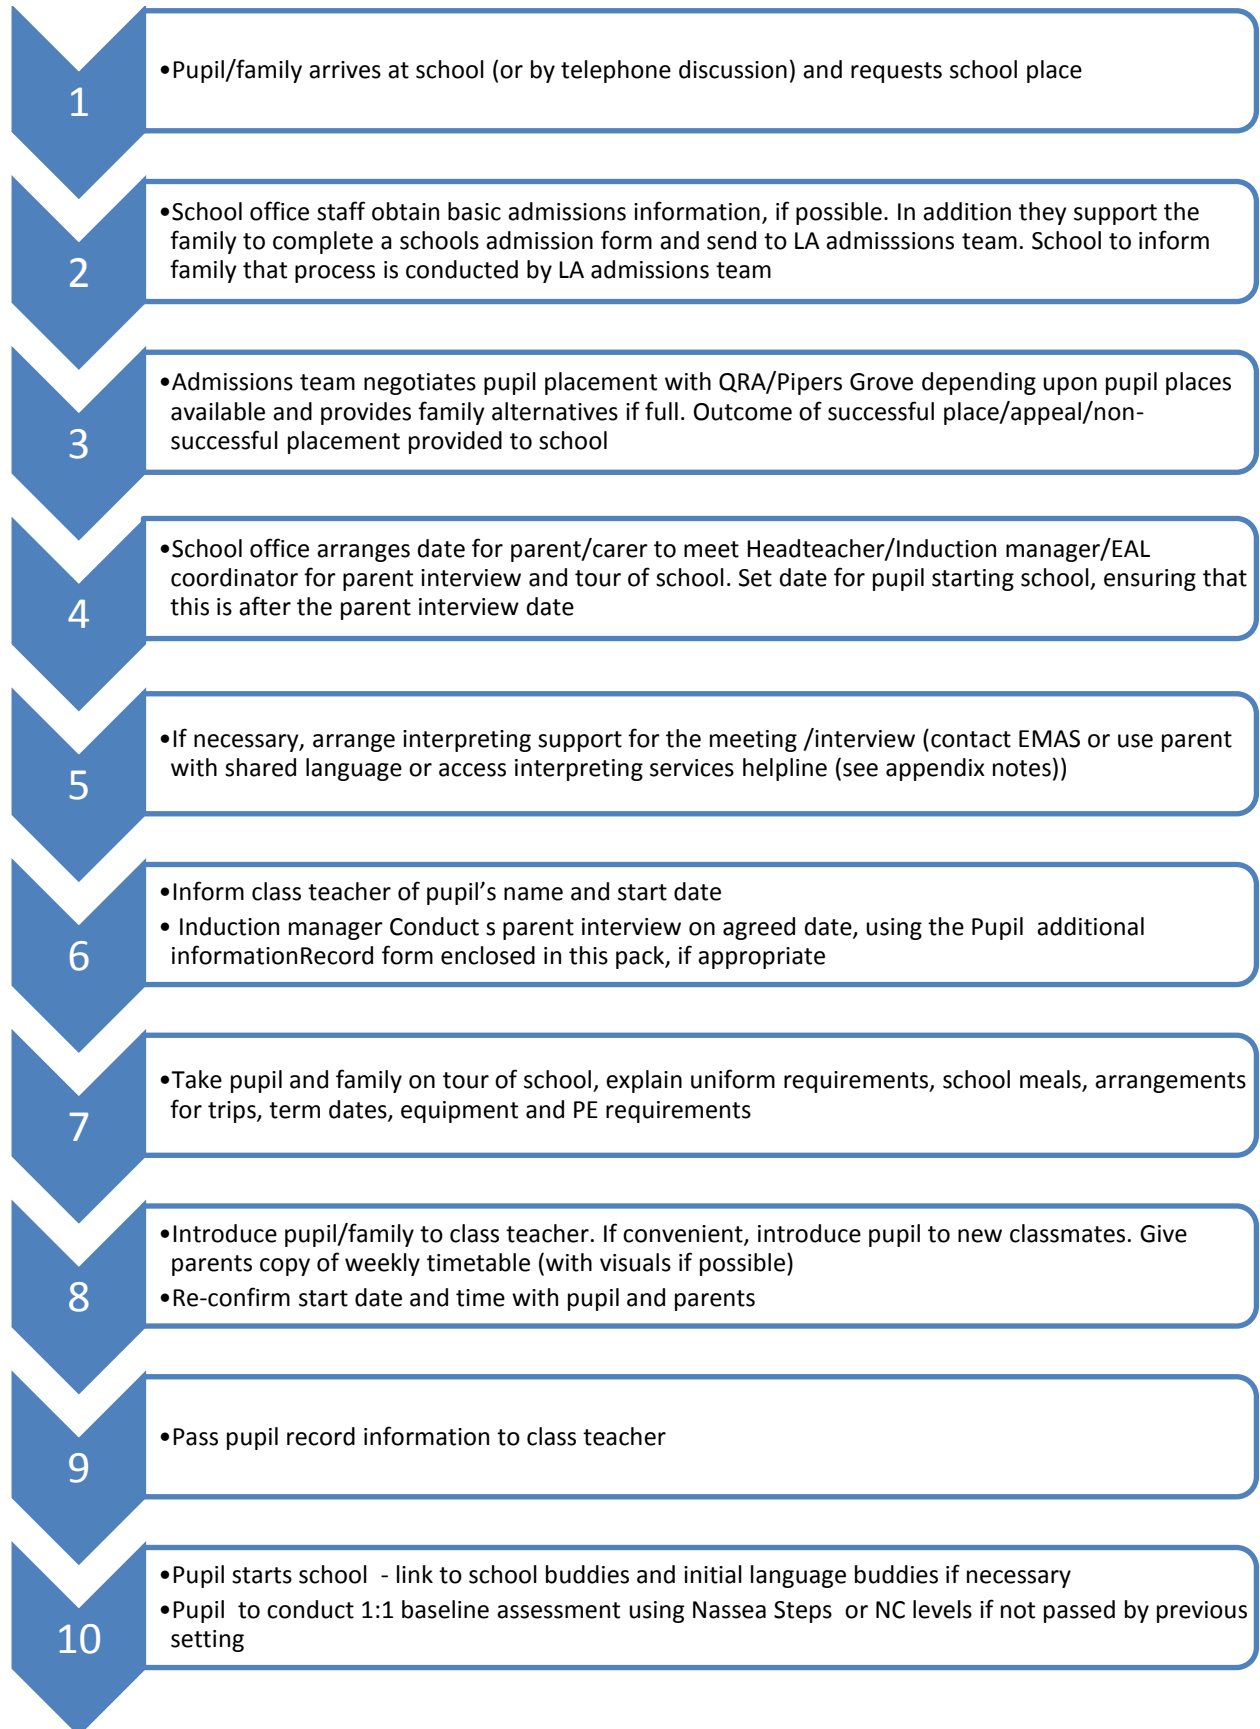 1
•Pupil/family arrives at school (or by telephone discussion) and requests school place
2
•School office staff obtain basic admissions information, if possible. In addition they support the
family to complete a schools admission form and send to LA admisssions team. School to inform
family that process is conducted by LA admissions team
3
•Admissions team negotiates pupil placement with QRA/Pipers Grove depending upon pupil places
available and provides family alternatives if full. Outcome of successful place/appeal/non-
successful placement provided to school
4
•School office arranges date for parent/carer to meet Headteacher/Induction manager/EAL
coordinator for parent interview and tour of school. Set date for pupil starting school, ensuring that
this is after the parent interview date
5
•If necessary, arrange interpreting support for the meeting /interview (contact EMAS or use parent
with shared language or access interpreting services helpline (see appendix notes))
6
•Inform class teacher of pupil’s name and start date
• Induction manager Conduct s parent interview on agreed date, using the Pupil  additional
informationRecord form enclosed in this pack, if appropriate
7
•Take pupil and family on tour of school, explain uniform requirements, school meals, arrangements
for trips, term dates, equipment and PE requirements
8
•Introduce pupil/family to class teacher. If convenient, introduce pupil to new classmates. Give
parents copy of weekly timetable (with visuals if possible)
•Re-confirm start date and time with pupil and parents
9
•Pass pupil record information to class teacher
10
•Pupil starts school  - link to school buddies and initial language buddies if necessary
•Pupil  to conduct 1:1 baseline assessment using Nassea Steps  or NC levels if not passed by previous
setting